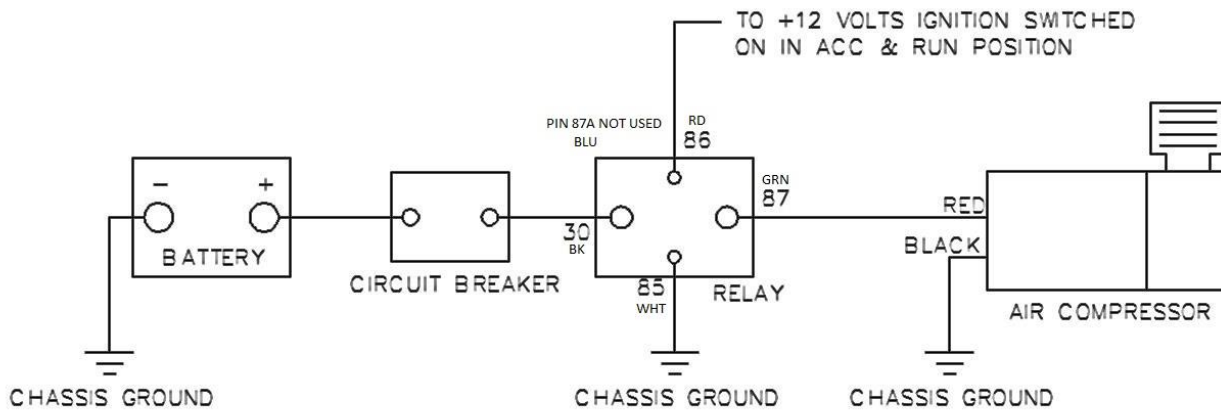 TO +12 VOLTS IGNITION SWITCHED
ON IN ACC & RUN POSITION
PIN 87A NOT USED
BLU
RD
86
GRN
87
- +
BATTERY
CIRCUIT BREAKER
30
BK
85
WHT
RELAY
RED
BLACK
AIR COMPRESSOR
CHASSIS GROUND
CHASSIS GROUND
CHASSIS GROUND